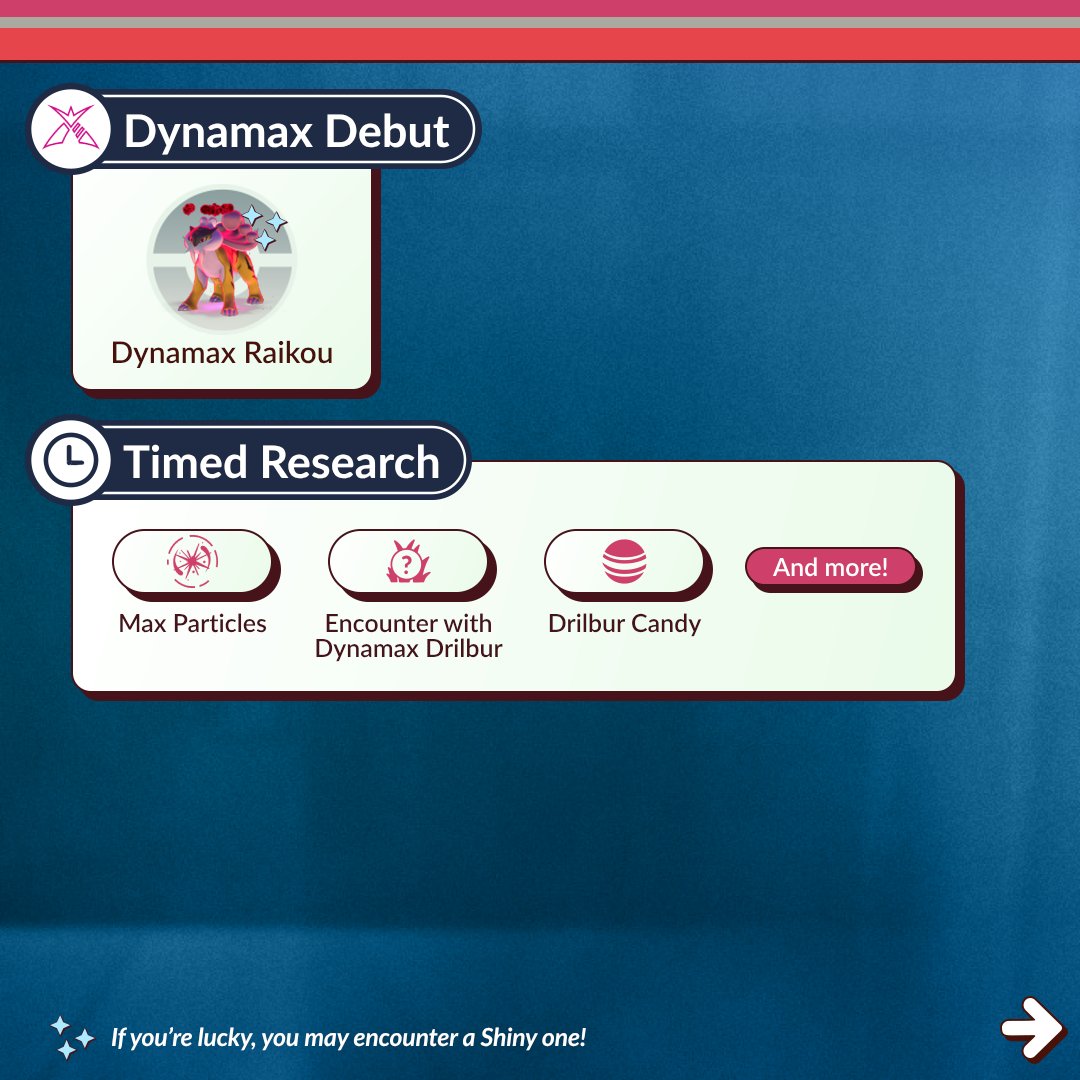 Dynamax Debut
Dynamax Raikou
Timed Research
Max Particles
Encounter with
Dynamax Drilbur
Drilbur Candy
And more!
If you're lucky, you may encounter a Shiny one!